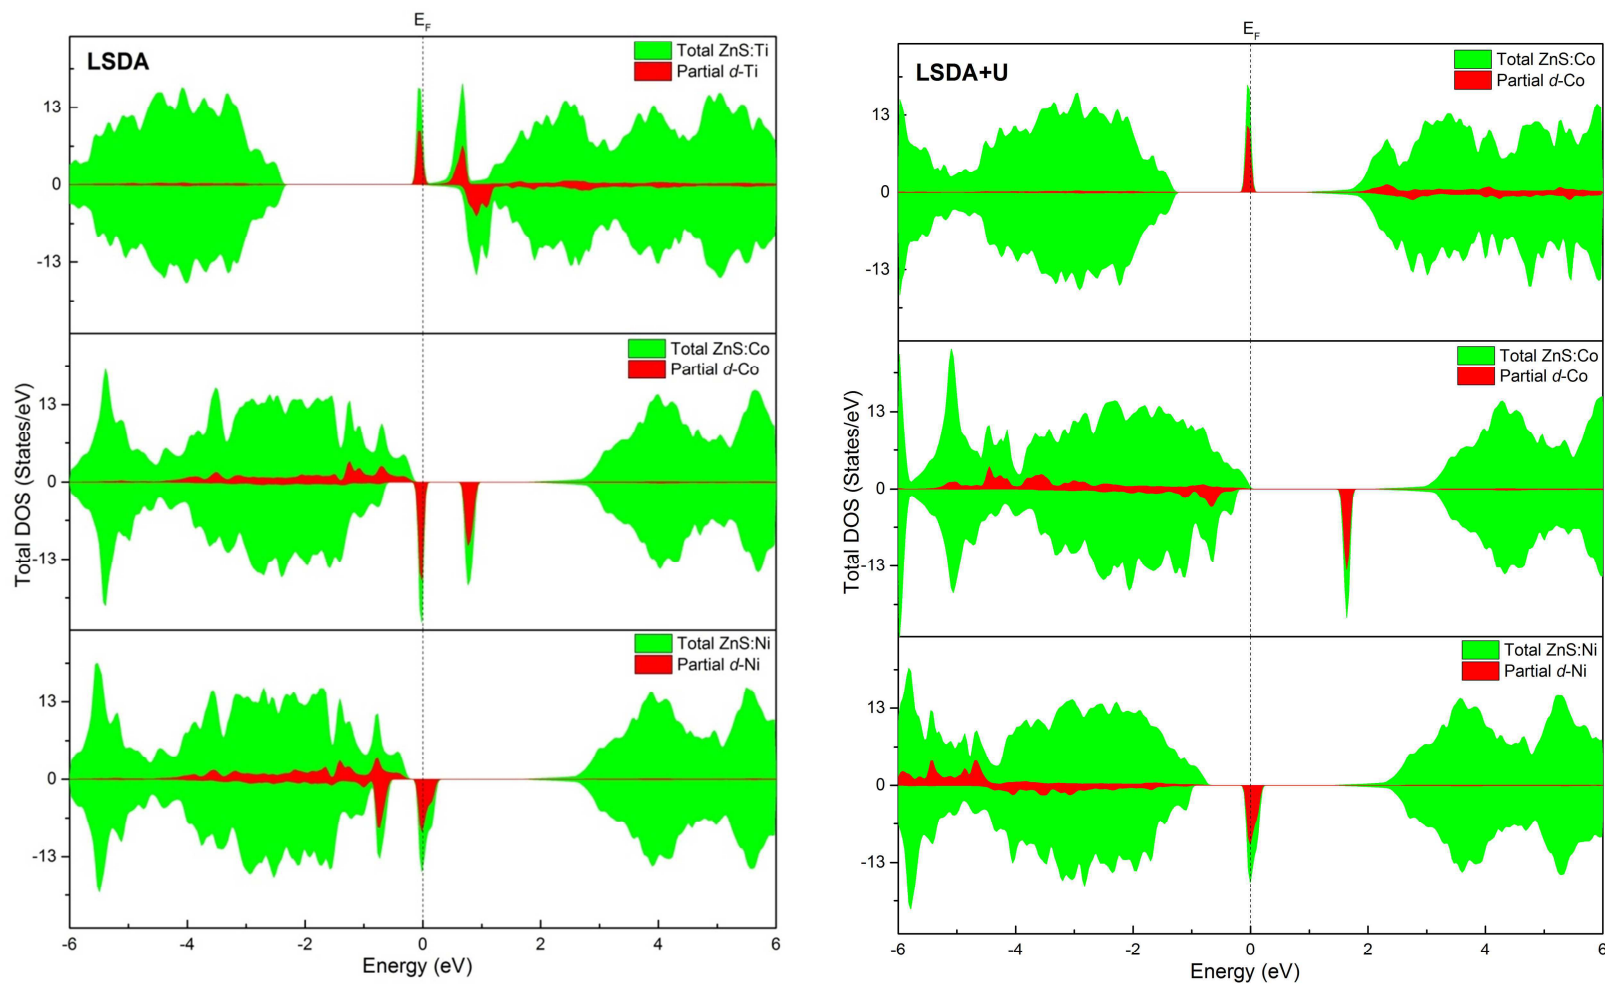 E_F
LSDA
Total ZnS:Ti
Partial d-Ti
13
0
-13
Total ZnS:Co
Partial d-Co
13
0
-13
Total ZnS:Ni
Partial d-Ni
13
0
-13
Total DOS (States/eV)
-6 -4 -2 0 2 4 6
Energy (eV)
E_F
LSDA+U
Total ZnS:Co
Partial d-Co
13
0
-13
Total ZnS:Co
Partial d-Co
13
0
-13
Total ZnS:Ni
Partial d-Ni
13
0
-13
Total DOS (States/eV)
-6 -4 -2 0 2 4 6
Energy (eV)